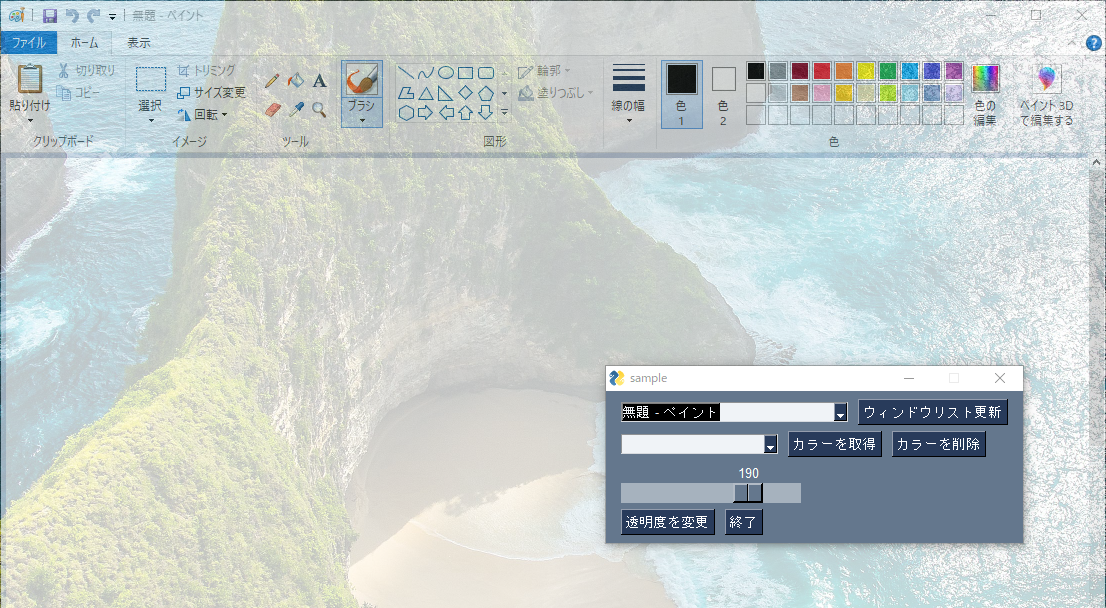 無題 - ペイント
ファイル ホーム 表示
貼り付け
切り取り
コピー
クリップボード
選択
トリミング
サイズ変更
回転
イメージ
A
ツール
ブラシ
輪郭
塗りつぶし
図形
線の幅
色
1
色
2
色の
編集
色
ペイント 3D
で編集する
?
sample
無題 - ペイント
ウィンドウリスト更新
カラーを取得
カラーを削除
190
透明度を変更
終了